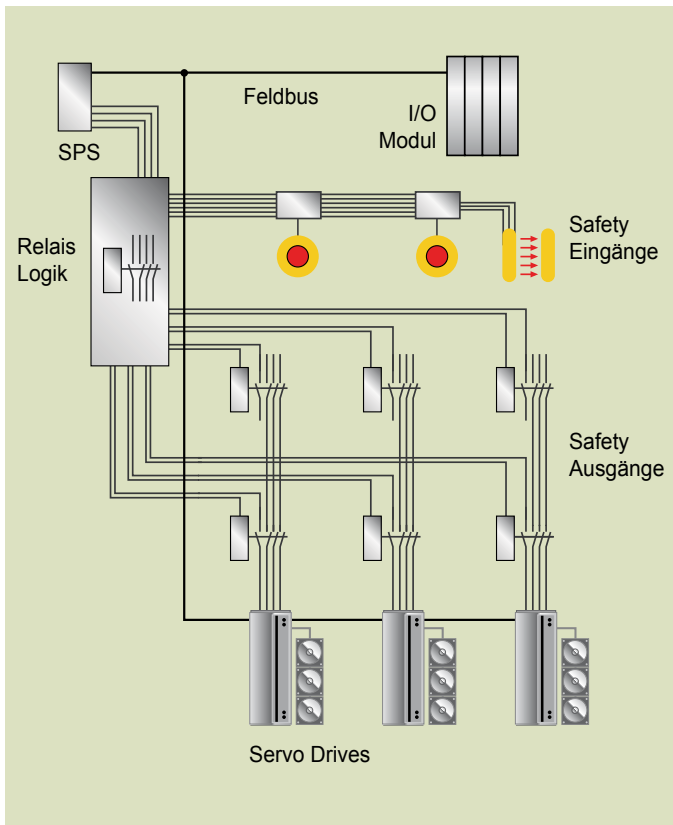 Feldbus
I/O
Modul
SPS
Relais
Logik
Safety
Eingänge
Safety
Ausgänge
Servo Drives